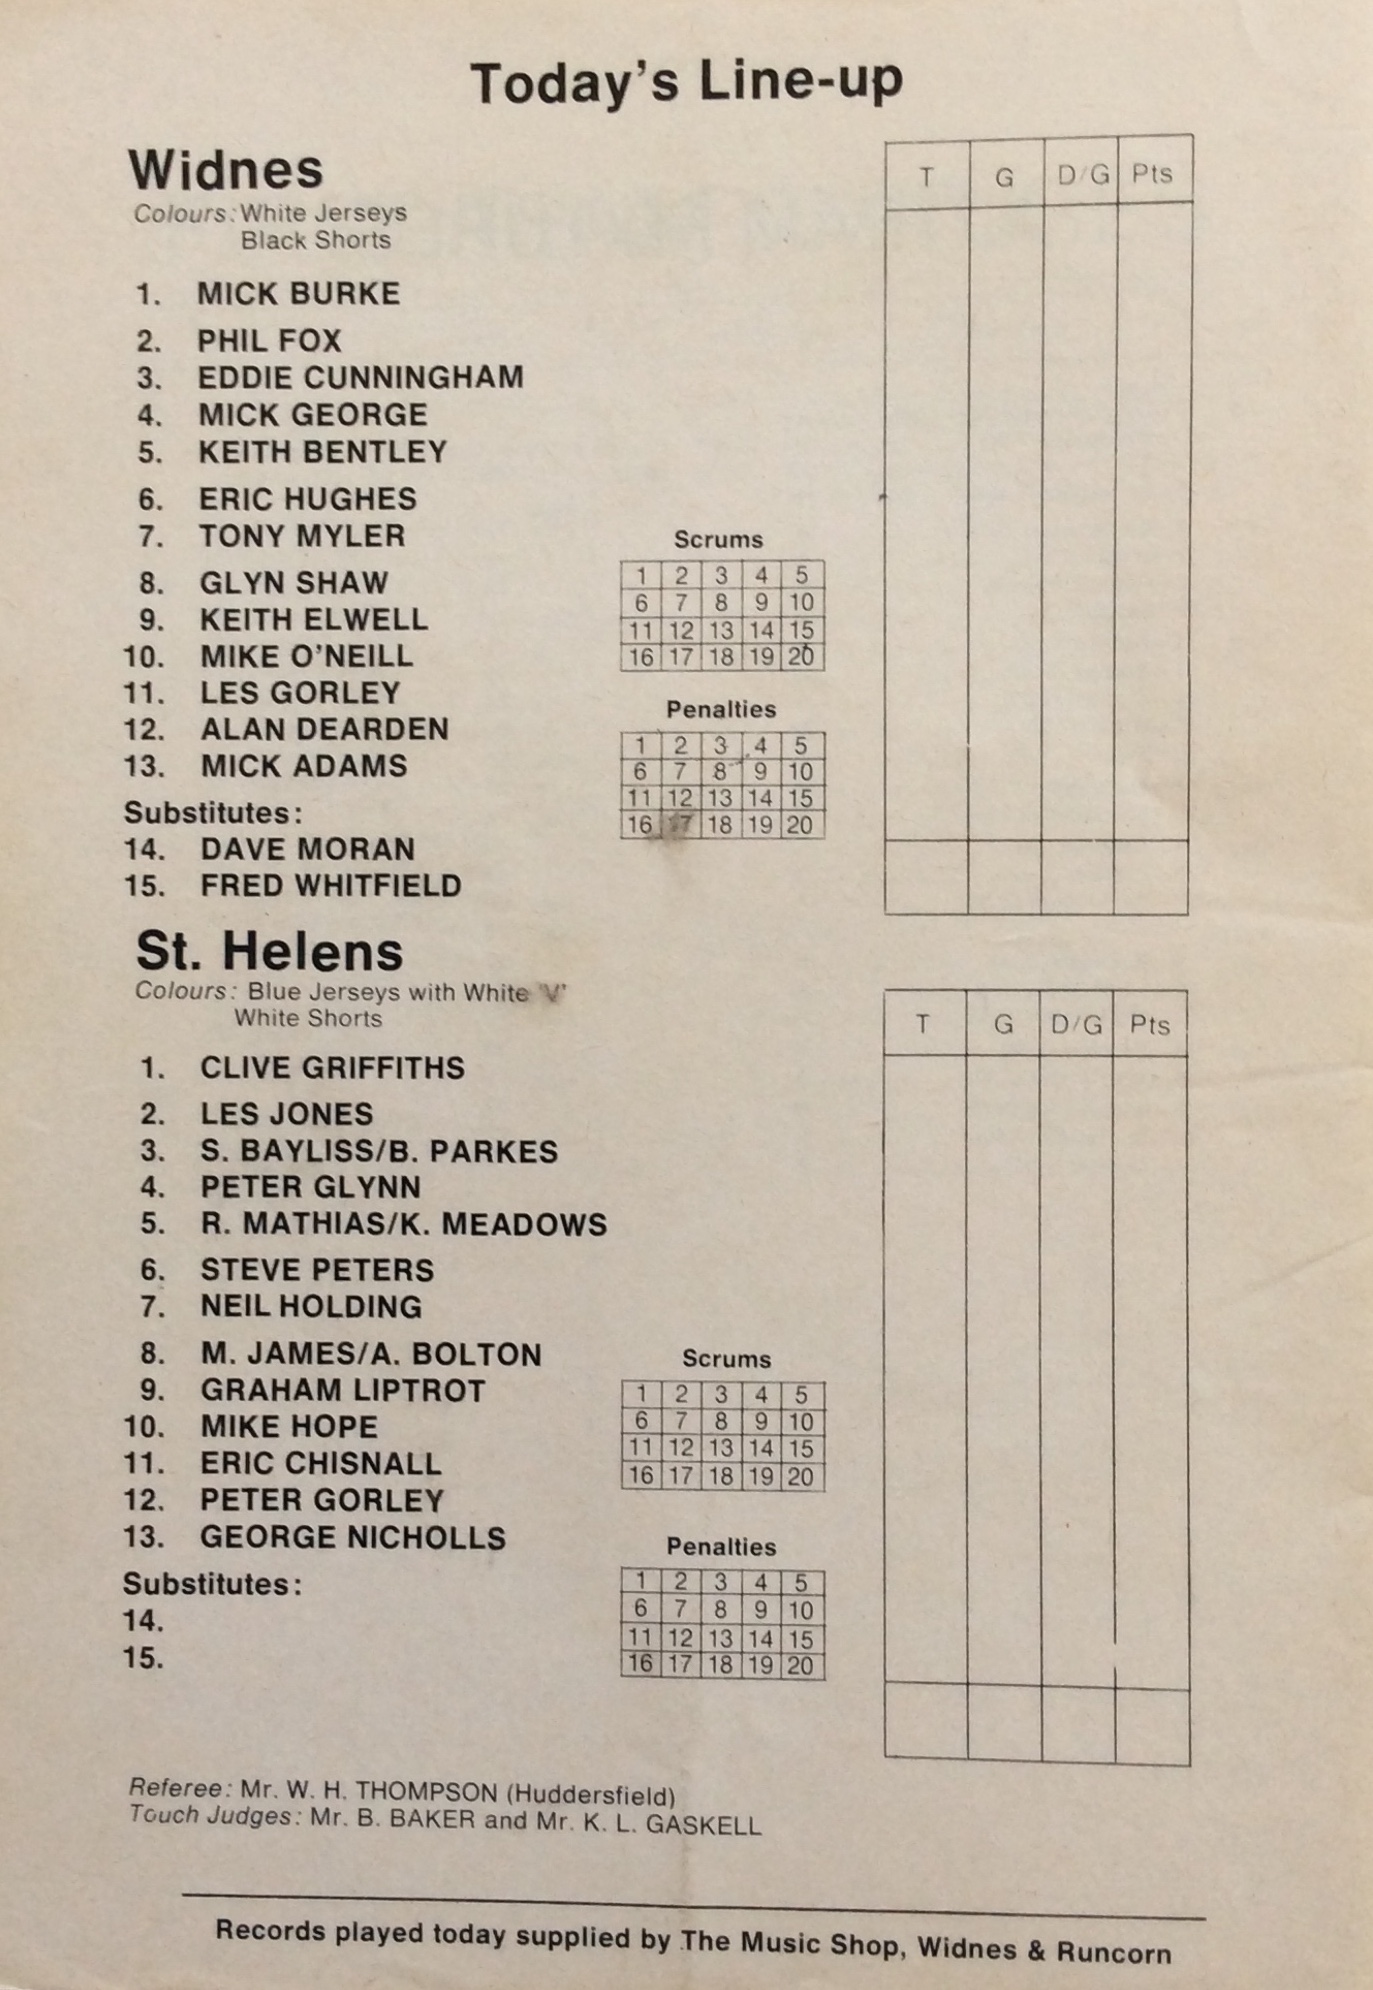 Today's Line-up
Widnes
Colours: White Jerseys
Black Shorts
1. MICK BURKE
2. PHIL FOX
3. EDDIE CUNNINGHAM
4. MICK GEORGE
5. KEITH BENTLEY
6. ERIC HUGHES
7. TONY MYLER
8. GLYN SHAW
9. KEITH ELWELL
10. MIKE O'NEILL
11. LES GORLEY
12. ALAN DEARDEN
13. MICK ADAMS
Substitutes:
14. DAVE MORAN
15. FRED WHITFIELD
Scrums
1 2 3 4 5
6 7 8 9 10
11 12 13 14 15
16 17 18 19 20
Penalties
1 2 3 4 5
6 7 8 9 10
11 12 13 14 15
16 17 18 19 20
T G D/G Pts
St. Helens
Colours: Blue Jerseys with White 'V'
White Shorts
1. CLIVE GRIFFITHS
2. LES JONES
3. S. BAYLISS/B. PARKES
4. PETER GLYNN
5. R. MATHIAS/K. MEADOWS
6. STEVE PETERS
7. NEIL HOLDING
8. M. JAMES/A. BOLTON
9. GRAHAM LIPTROT
10. MIKE HOPE
11. ERIC CHISNALL
12. PETER GORLEY
13. GEORGE NICHOLLS
Substitutes:
14.
15.
Scrums
1 2 3 4 5
6 7 8 9 10
11 12 13 14 15
16 17 18 19 20
Penalties
1 2 3 4 5
6 7 8 9 10
11 12 13 14 15
16 17 18 19 20
T G D/G Pts
Referee: Mr. W. H. THOMPSON (Huddersfield)
Touch Judges: Mr. B. BAKER and Mr. K. L. GASKELL
Records played today supplied by The Music Shop, Widnes & Runcorn